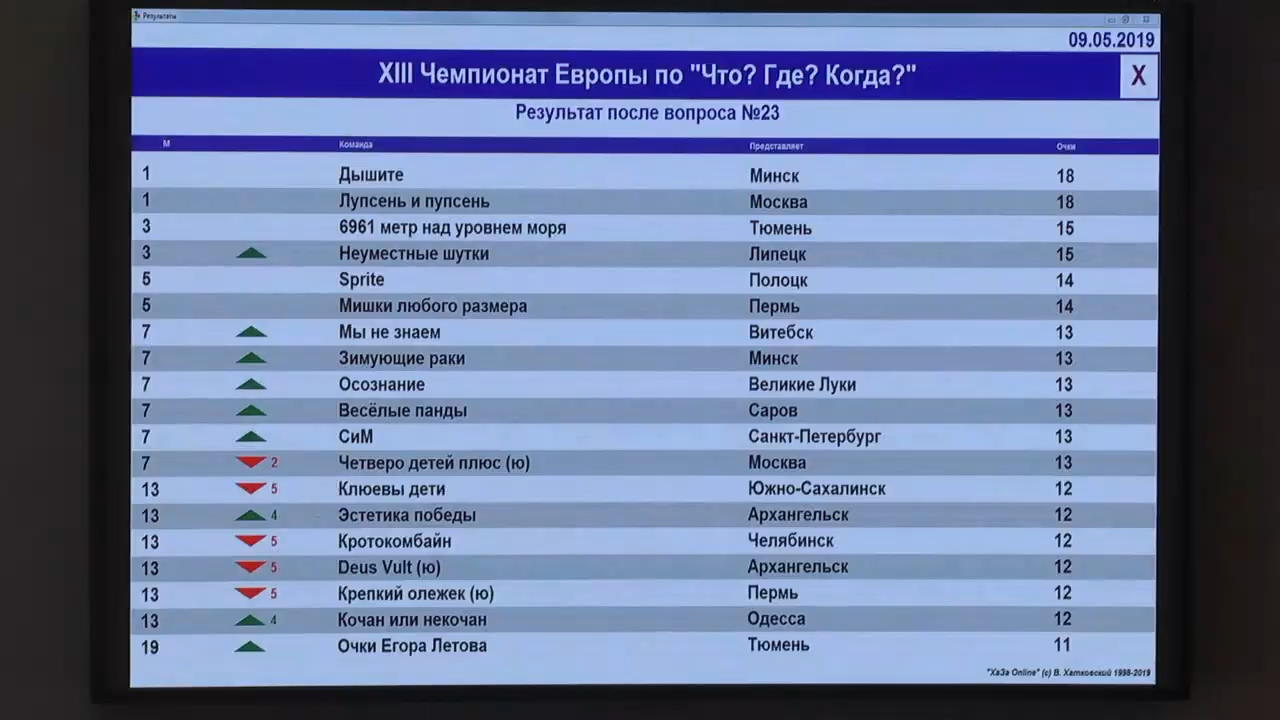 Результаты
09.05.2019
XIII Чемпионат Европы по "Что? Где? Когда?"
X
Результат после вопроса №23
М Команда Представляет Очки
1 Дышите Минск 18
1 Лупсень и пупсень Москва 18
3 6961 метр над уровнем моря Тюмень 15
3 Неуместные шутки Липецк 15
5 Sprite Полоцк 14
5 Мишки любого размера Пермь 14
7 Мы не знаем Витебск 13
7 Зимующие раки Минск 13
7 Осознание Великие Луки 13
7 Весёлые панды Саров 13
7 СиМ Санкт-Петербург 13
7 2 Четверо детей плюс (ю) Москва 13
13 5 Клюевы дети Южно-Сахалинск 12
13 4 Эстетика победы Архангельск 12
13 5 Кротокомбайн Челябинск 12
13 5 Deus Vult (ю) Архангельск 12
13 5 Крепкий олежек (ю) Пермь 12
13 4 Кочан или некочан Одесса 12
19 Очки Егора Летова Тюмень 11
"ХаЗа Online" (c) В. Хатковский 1998-2019